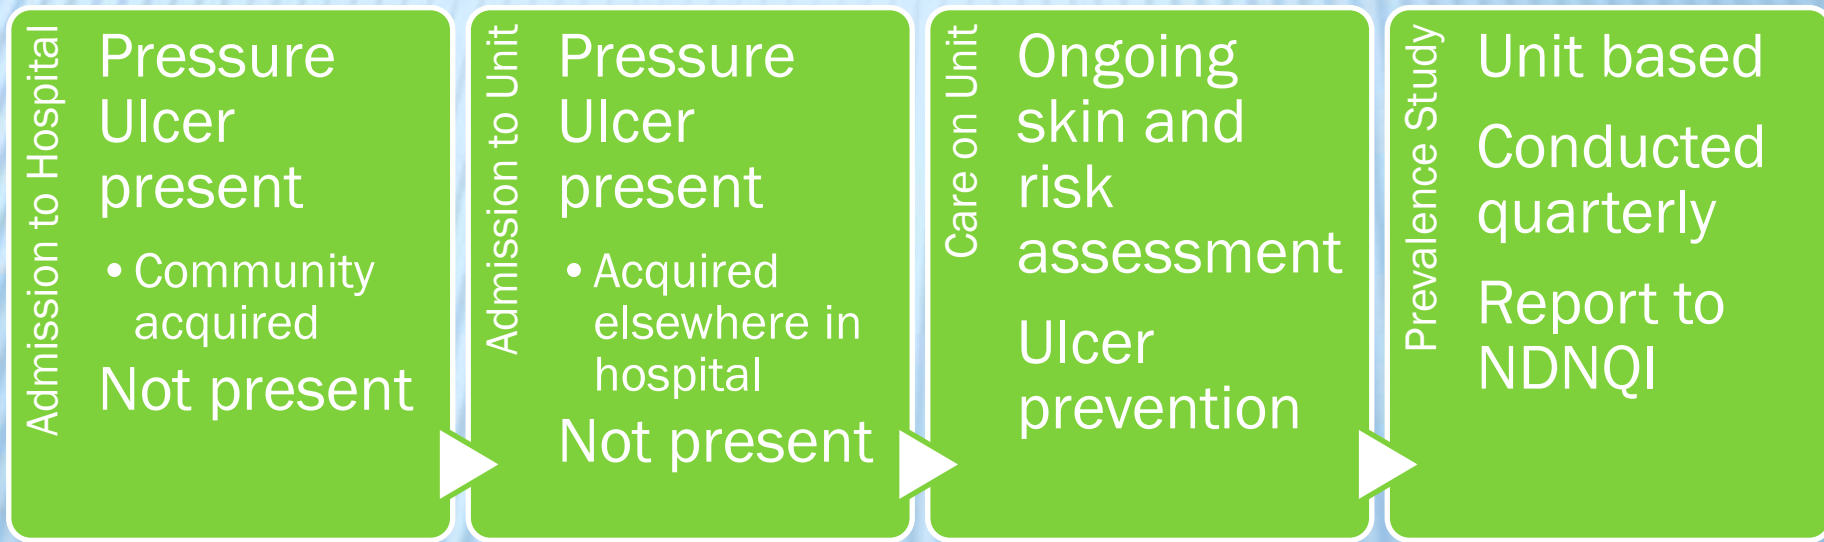 Admission to Hospital
Pressure
Ulcer
present
• Community
acquired
Not present
Admission to Unit
Pressure
Ulcer
present
• Acquired
elsewhere in
hospital
Not present
Care on Unit
Ongoing
skin and
risk
assessment
Ulcer
prevention
Prevalence Study
Unit based
Conducted
quarterly
Report to
NDNQI